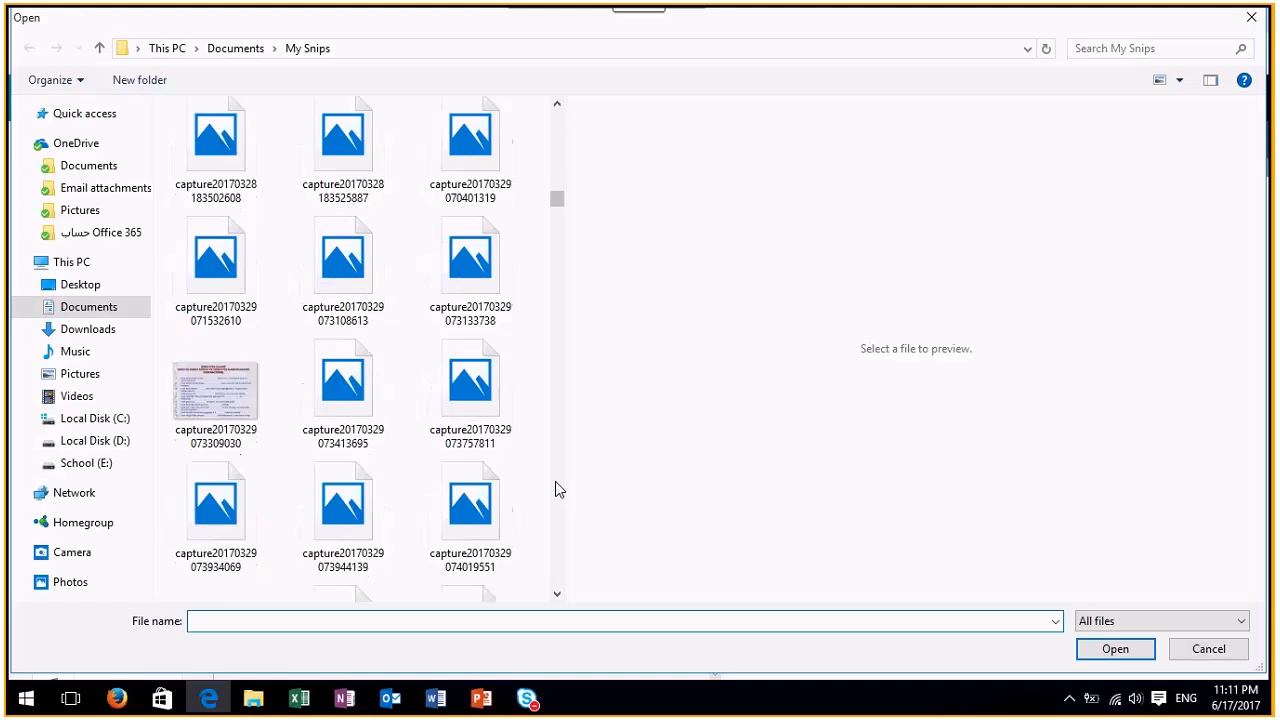 Open
This PC
Documents
My Snips
Search My Snips
Organize
New folder
Quick access
OneDrive
Documents
Email attachments
Pictures
حساب Office 365
This PC
Desktop
Documents
Downloads
Music
Pictures
Videos
Local Disk (C:)
Local Disk (D:)
School (E:)
Network
Homegroup
Camera
Photos
capture20170328
183502608
capture20170328
183525887
capture20170329
070401319
capture20170329
071532610
capture20170329
073108613
capture20170329
073133738
capture20170329
073309030
capture20170329
073413695
capture20170329
073757811
capture20170329
073934069
capture20170329
073944139
capture20170329
074019551
Select a file to preview.
File name:
All files
Open
Cancel
ENG
11:11 PM
6/17/2017